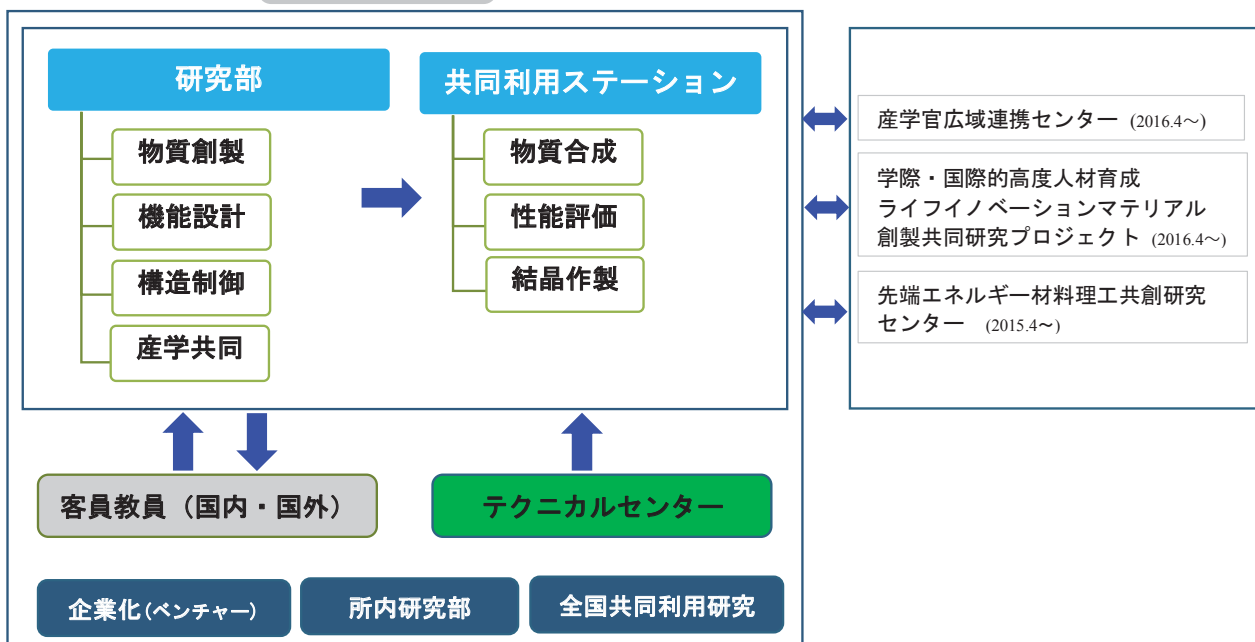 研究部
物質創製
機能設計
構造制御
産学共同
共同利用ステーション
物質合成
性能評価
結晶作製
産学官広域連携センター (2016.4～)
学際・国際的高度人材育成
ライフイノベーションマテリアル
創製共同研究プロジェクト (2016.4～)
先端エネルギー材料理工共創研究
センター (2015.4～)
客員教員（国内・国外）
テクニカルセンター
企業化(ベンチャー)
所内研究部
全国共同利用研究